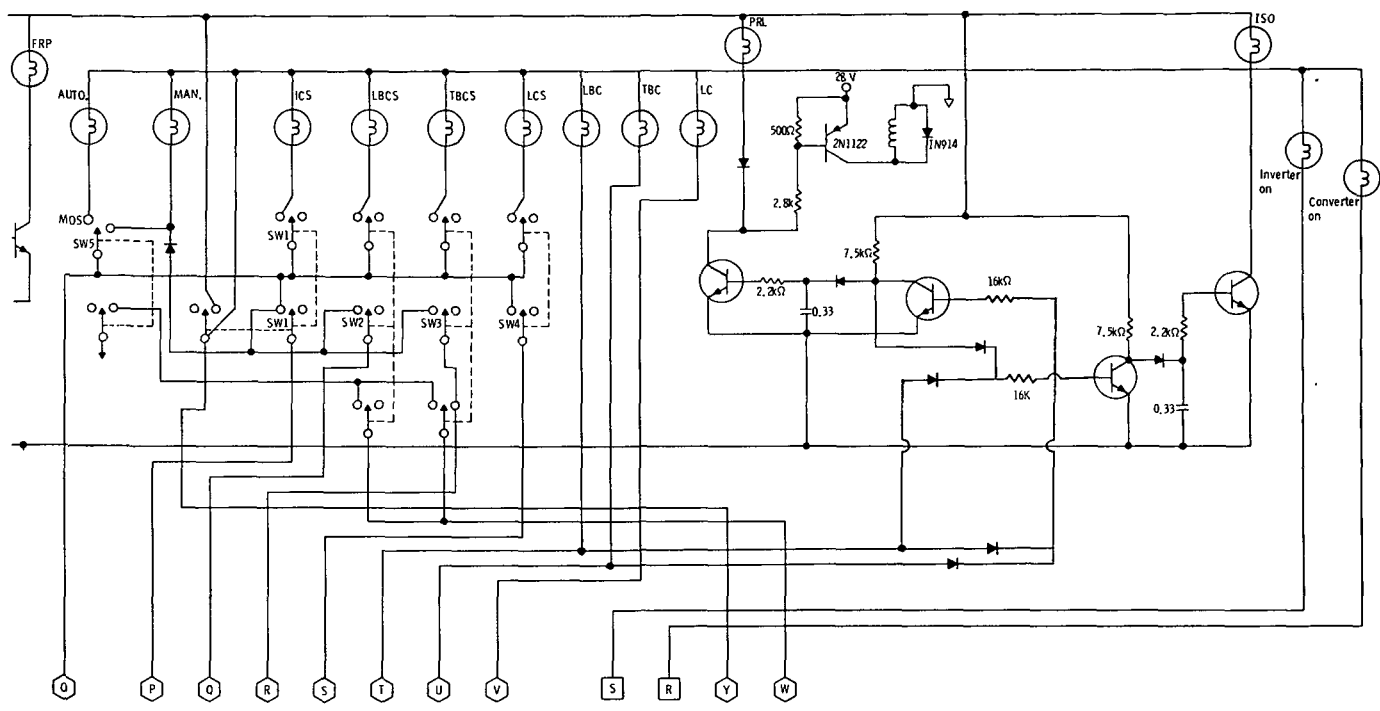 FRP
PRL
ISO
AUTO.
MAN.
ICS
LBCS
TBCS
LCS
LBC
TBC
LC
28 V
500Ω
2N1122
IN914
Inverter
on
Converter
on
2.8k
MOS
SW5
SW1
7.5kΩ
2.2kΩ
16kΩ
0.33
SW1
SW2
SW3
SW4
7.5kΩ
2.2kΩ
16K
0.33
O
P
Q
R
S
T
U
V
S
R
Y
W